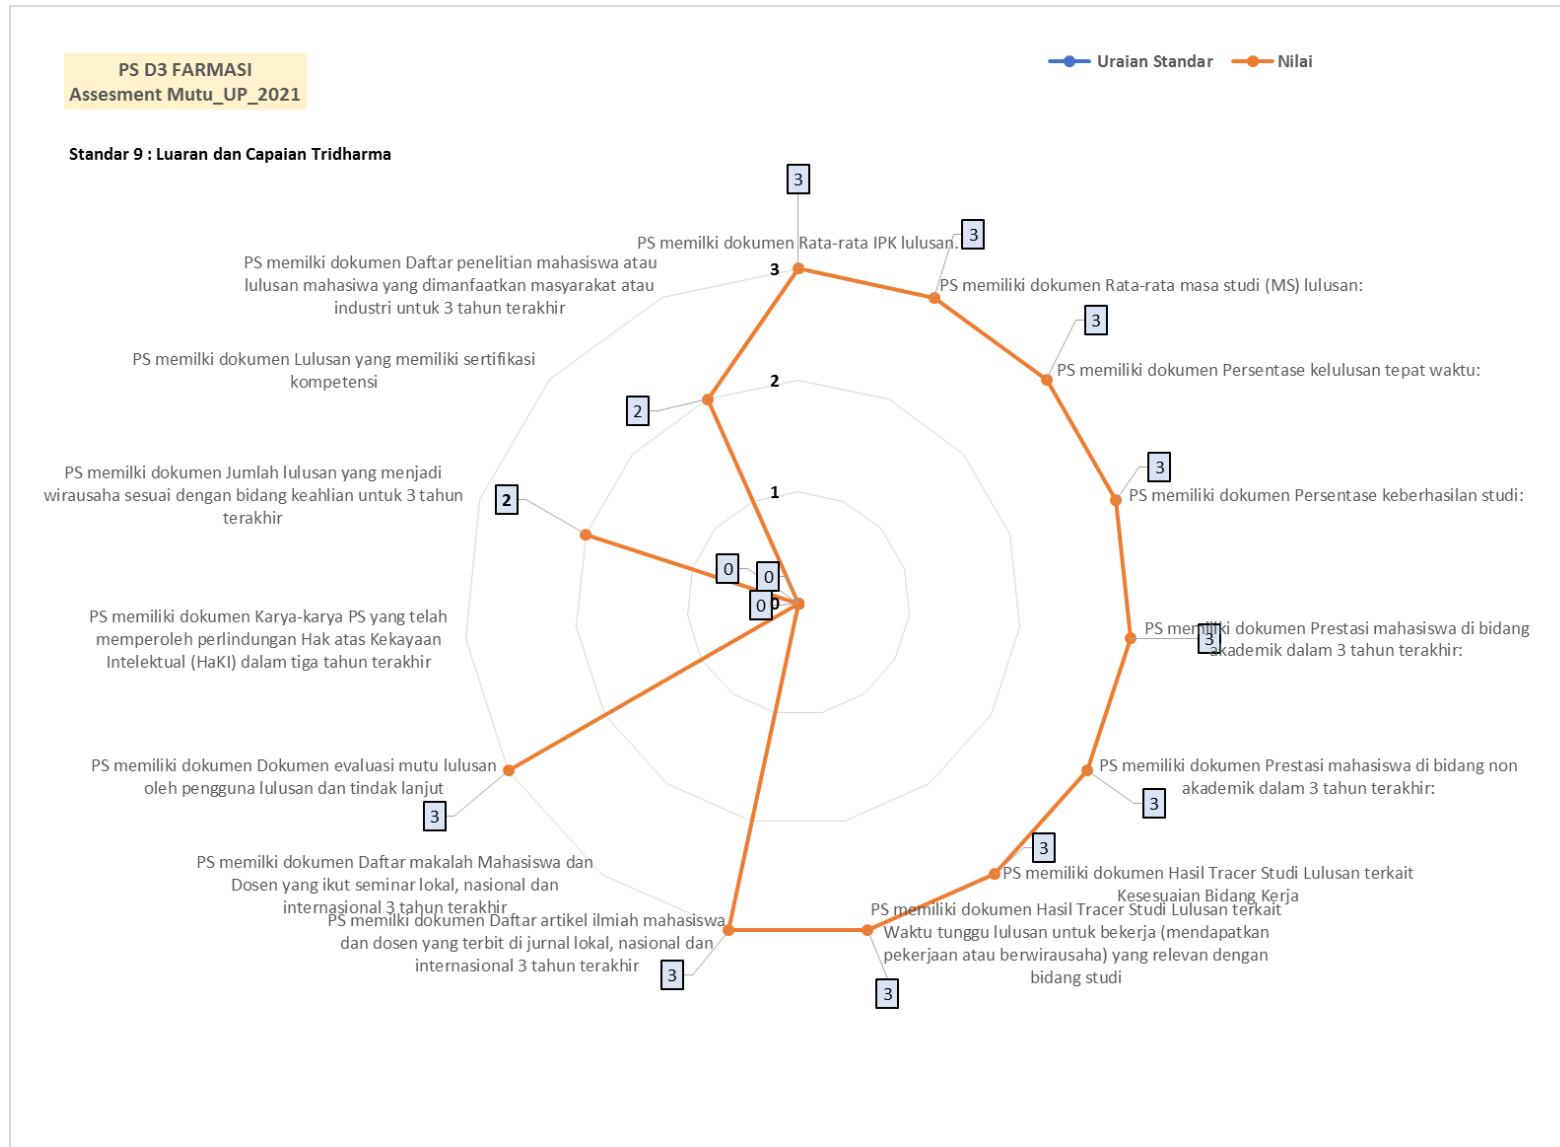 PS D3 FARMASI
Assesment Mutu_UP_2021
Uraian Standar
Nilai
Standar 9 : Luaran dan Capaian Tridharma
3
PS memilki dokumen Rata-rata IPK lulusan.
3
PS memiliki dokumen Rata-rata masa studi (MS) lulusan:
3
PS memiliki dokumen Persentase kelulusan tepat waktu:
3
PS memiliki dokumen Persentase keberhasilan studi:
3
PS memiliki dokumen Prestasi mahasiswa di bidang
akademik dalam 3 tahun terakhir:
3
PS memiliki dokumen Prestasi mahasiswa di bidang non
akademik dalam 3 tahun terakhir:
3
PS memiliki dokumen Hasil Tracer Studi Lulusan terkait
Kesesuaian Bidang Kerja
3
PS memiliki dokumen Hasil Tracer Studi Lulusan terkait
Waktu tunggu lulusan untuk bekerja (mendapatkan
pekerjaan atau berwirausaha) yang relevan dengan
bidang studi
3
PS memilki dokumen Daftar artikel ilmiah mahasiswa
dan dosen yang terbit di jurnal lokal, nasional dan
internasional 3 tahun terakhir
3
PS memilki dokumen Daftar makalah Mahasiswa dan
Dosen yang ikut seminar lokal, nasional dan
internasional 3 tahun terakhir
0
PS memiliki dokumen Dokumen evaluasi mutu lulusan
oleh pengguna lulusan dan tindak lanjut
3
PS memiliki dokumen Karya-karya PS yang telah
memperoleh perlindungan Hak atas Kekayaan
Intelektual (HaKI) dalam tiga tahun terakhir
0
PS memilki dokumen Jumlah lulusan yang menjadi
wirausaha sesuai dengan bidang keahlian untuk 3 tahun
terakhir
2
PS memilki dokumen Lulusan yang memiliki sertifikasi
kompetensi
0
PS memilki dokumen Daftar penelitian mahasiswa atau
lulusan mahasiwa yang dimanfaatkan masyarakat atau
industri untuk 3 tahun terakhir
2
3
2
1
0